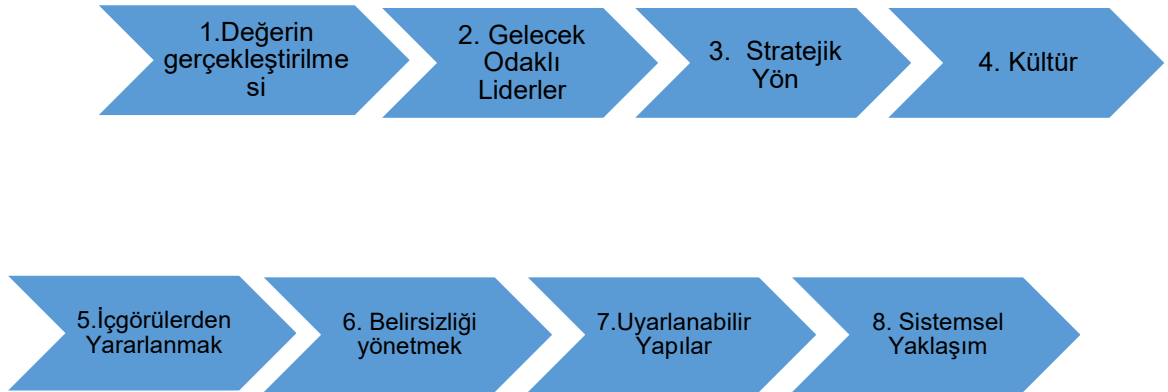 1.Değerin
gerçekleştirilme
si
2. Gelecek
Odaklı
Liderler
3. Stratejik
Yön
4. Kültür
5.İçgörülerden
Yararlanmak
6. Belirsizliği
yönetmek
7.Uyarlanabilir
Yapılar
8. Sistemsel
Yaklaşım